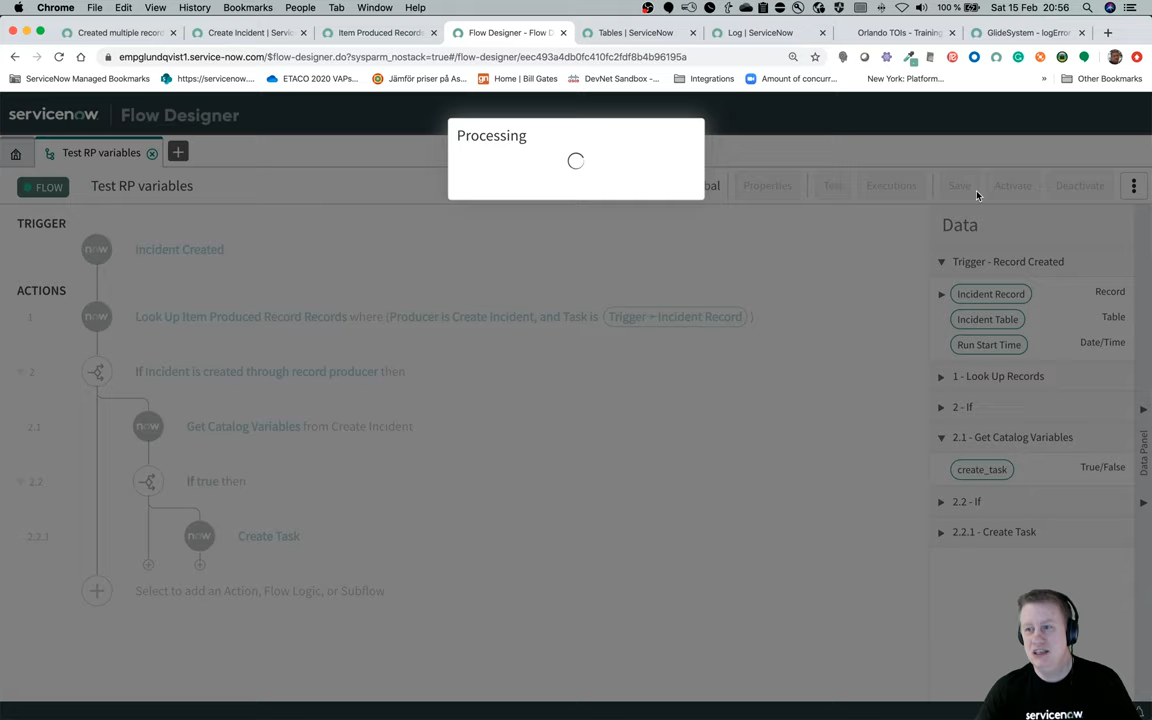 Chrome File Edit View History Bookmarks People Tab Window Help
100 % Sat 15 Feb 20:56
Created multiple record
Create Incident | Service
Item Produced Records
Flow Designer - Flow D
Tables | ServiceNow
Log | ServiceNow
Orlando TOIs - Training
GlideSystem - logError
empglundqvist1.service-now.com/$flow-designer.do?sysparm_nostack=true#/flow-designer/eec493a4db0fc410fc2fdf8b4b96195a
ServiceNow Managed Bookmarks
https://servicenow.…
ETACO 2020 VAPs…
Jämför priser på As…
Home | Bill Gates
DevNet Sandbox -…
Integrations
Amount of concurr…
New York: Platform…
»
Other Bookmarks
servicenow Flow Designer
Test RP variables
FLOW Test RP variables
Processing
bal Properties Test Executions Save Activate Deactivate
TRIGGER
now Incident Created
ACTIONS
1 now Look Up Item Produced Record Records where (Producer is Create Incident, and Task is Trigger → Incident Record )
2 If Incident is created through record producer then
2.1 now Get Catalog Variables from Create Incident
2.2 If true then
2.2.1 now Create Task
Select to add an Action, Flow Logic, or Subflow
Data
Trigger - Record Created
Incident Record Record
Incident Table Table
Run Start Time Date/Time
1 - Look Up Records
2 - If
2.1 - Get Catalog Variables
create_task True/False
2.2 - If
2.2.1 - Create Task
Data Panel
servicenow